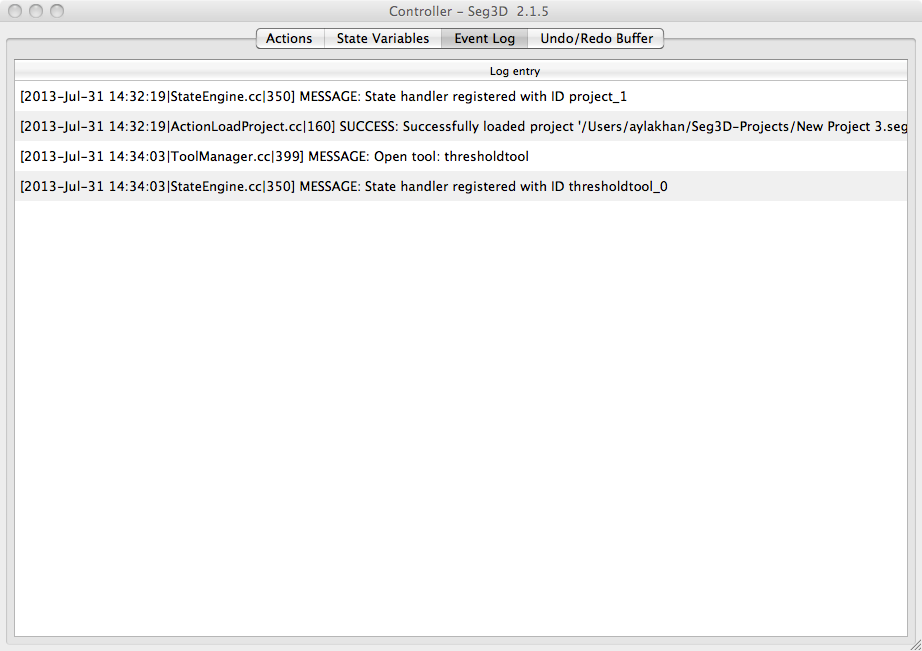 Controller - Seg3D 2.1.5
Actions State Variables Event Log Undo/Redo Buffer
Log entry
[2013-Jul-31 14:32:19|StateEngine.cc|350] MESSAGE: State handler registered with ID project_1
[2013-Jul-31 14:32:19|ActionLoadProject.cc|160] SUCCESS: Successfully loaded project '/Users/aylakhan/Seg3D-Projects/New Project 3.seg
[2013-Jul-31 14:34:03|ToolManager.cc|399] MESSAGE: Open tool: thresholdtool
[2013-Jul-31 14:34:03|StateEngine.cc|350] MESSAGE: State handler registered with ID thresholdtool_0